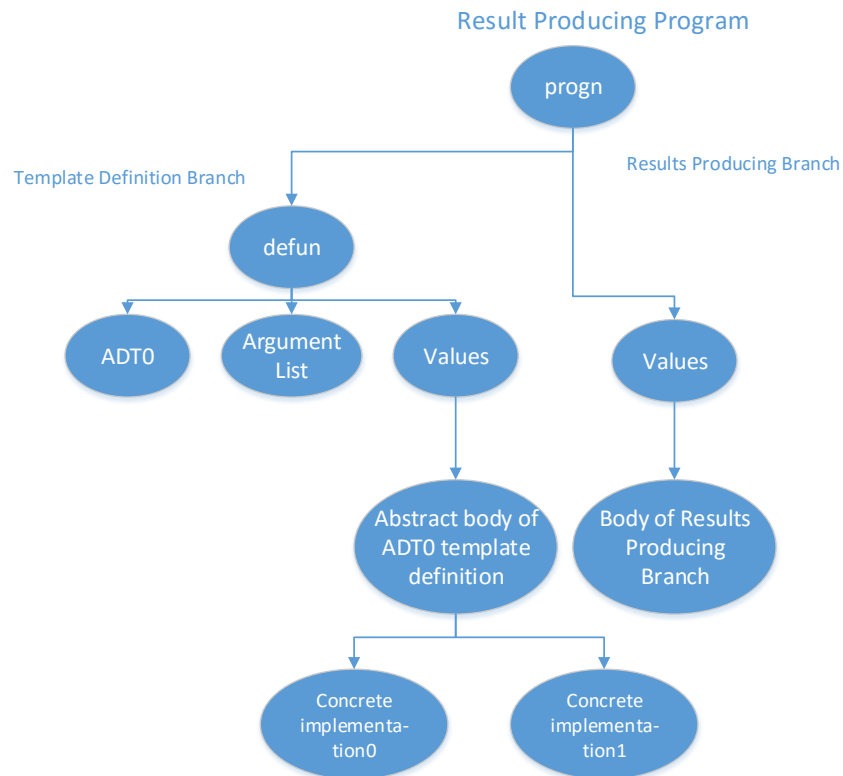 Result Producing Program
progn
Template Definition Branch
Results Producing Branch
defun
ADT0
Argument
List
Values
Values
Abstract body of
ADT0 template
definition
Body of Results
Producing
Branch
Concrete
implementa-
tion0
Concrete
implementa-
tion1